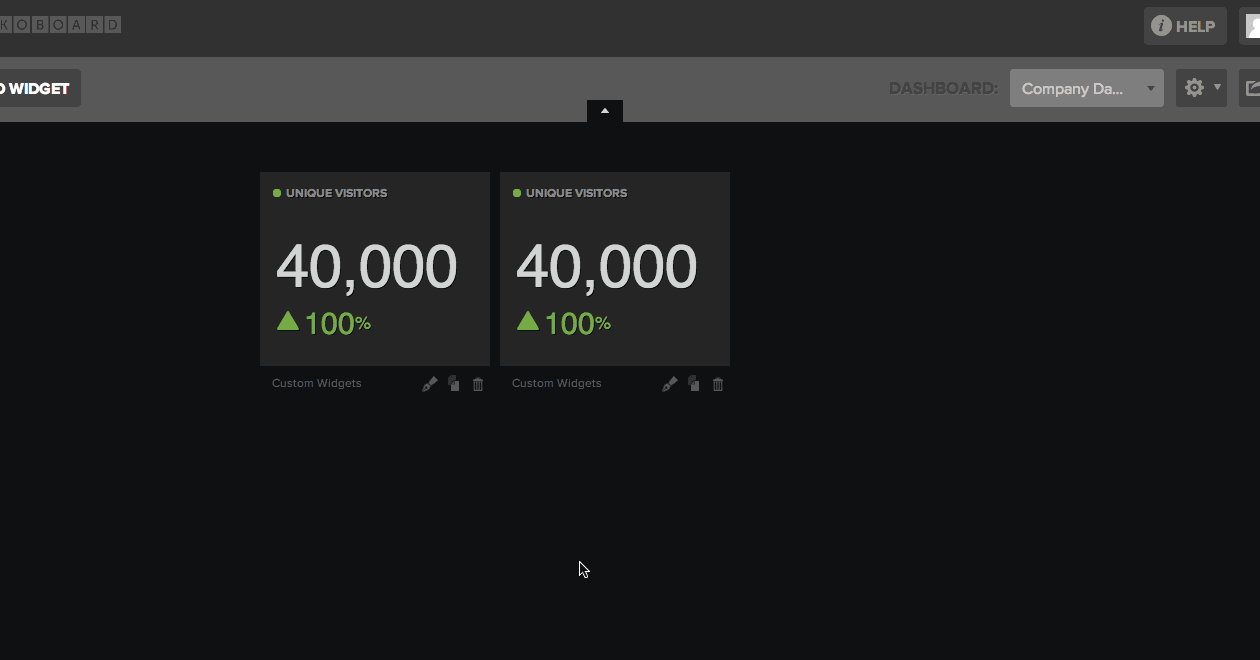 KOBOARD
HELP
D WIDGET
DASHBOARD:
Company Da...
UNIQUE VISITORS
40,000
100%
Custom Widgets
UNIQUE VISITORS
40,000
100%
Custom Widgets